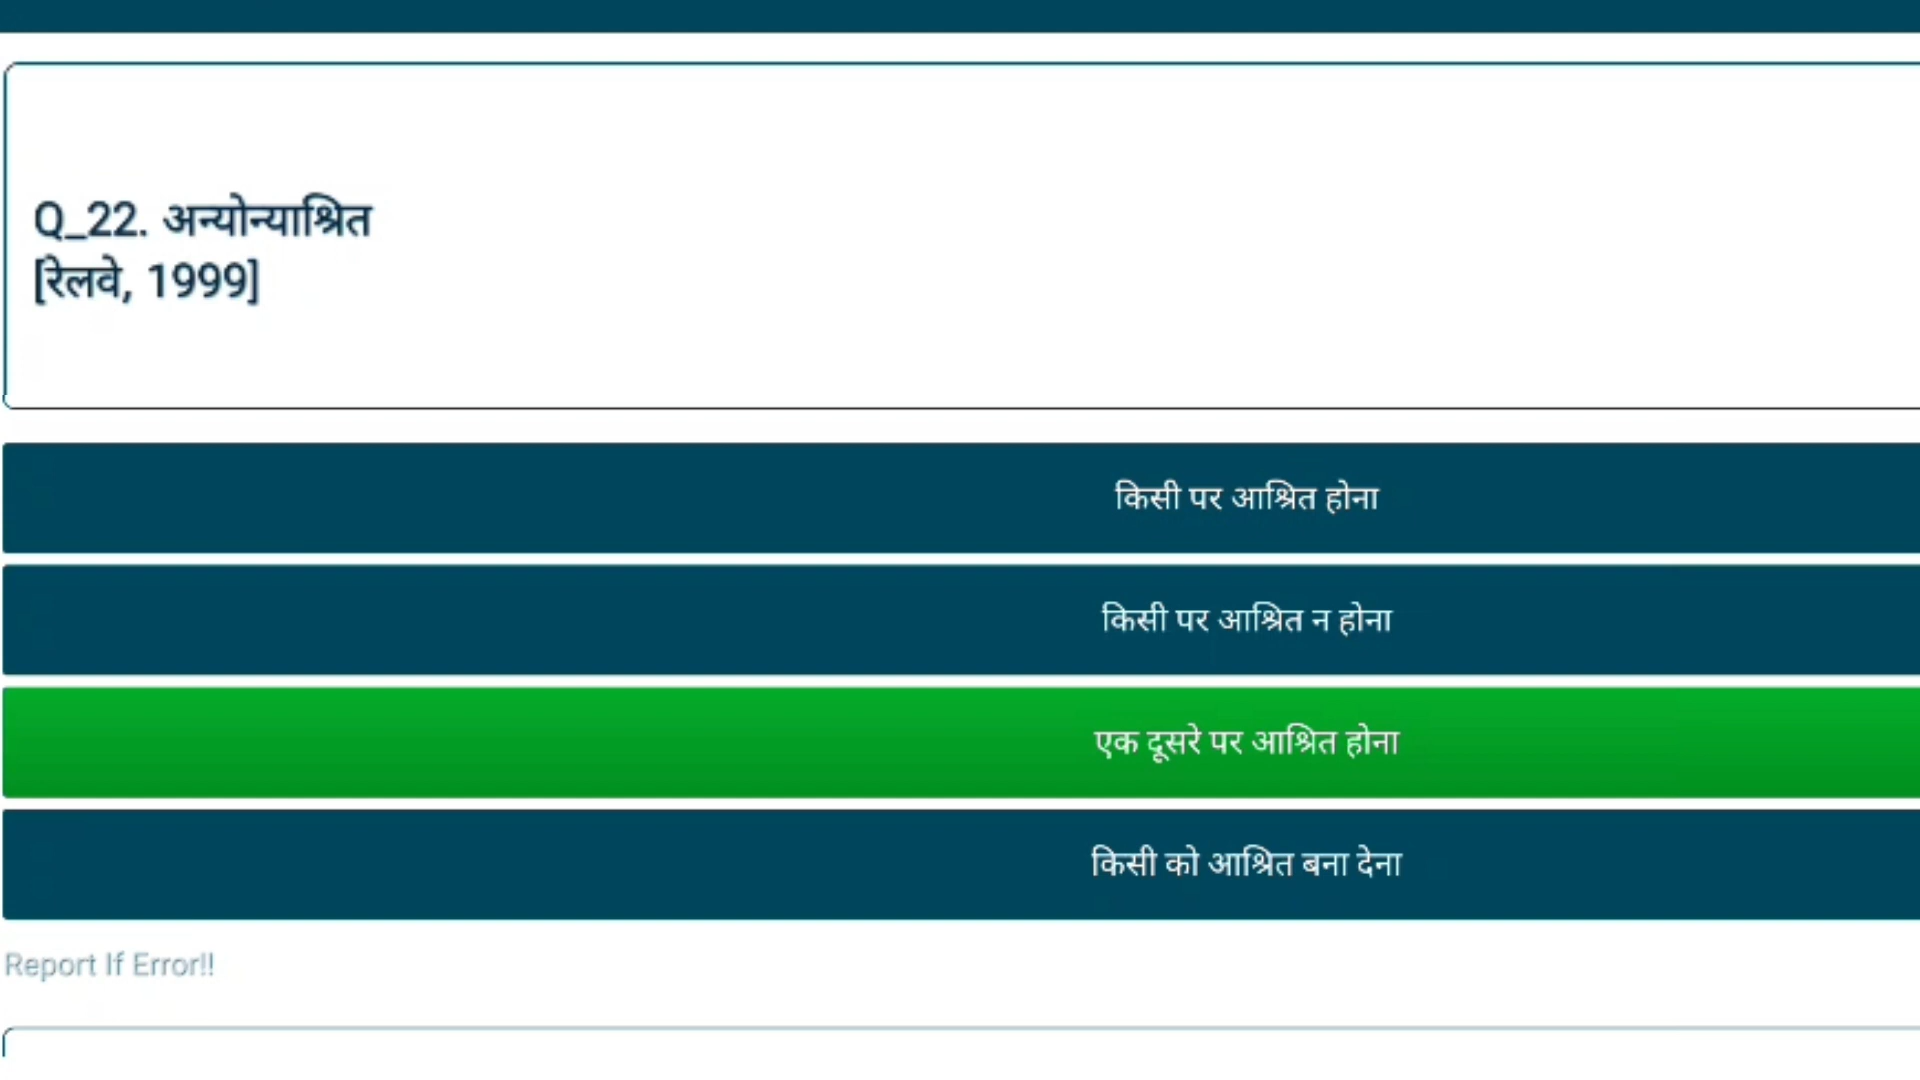 Q_22. अन्योन्याश्रित
[रेलवे, 1999]
किसी पर आश्रित होना
किसी पर आश्रित न होना
एक दूसरे पर आश्रित होना
किसी को आश्रित बना देना
Report If Error!!